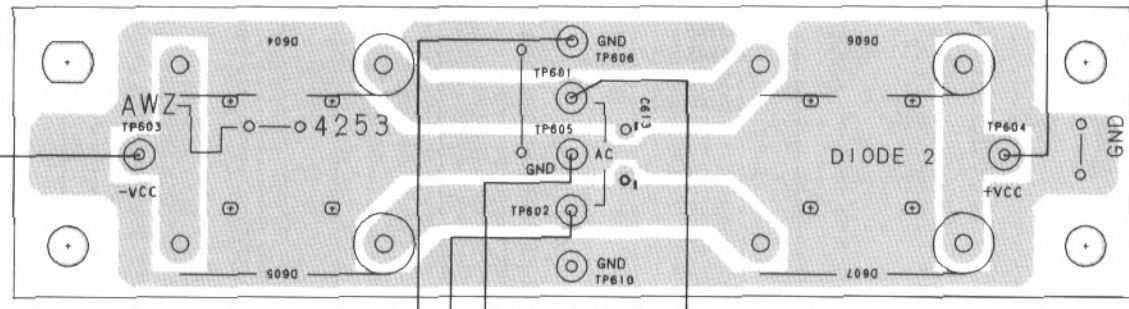 D604
GND
TP606
D606
TP601
AWZ
4253
C613
TP603
TP605
TP604
GND
AC
DIODE 2
GND
-VCC
TP602
+VCC
GND
TP610
D605
D607